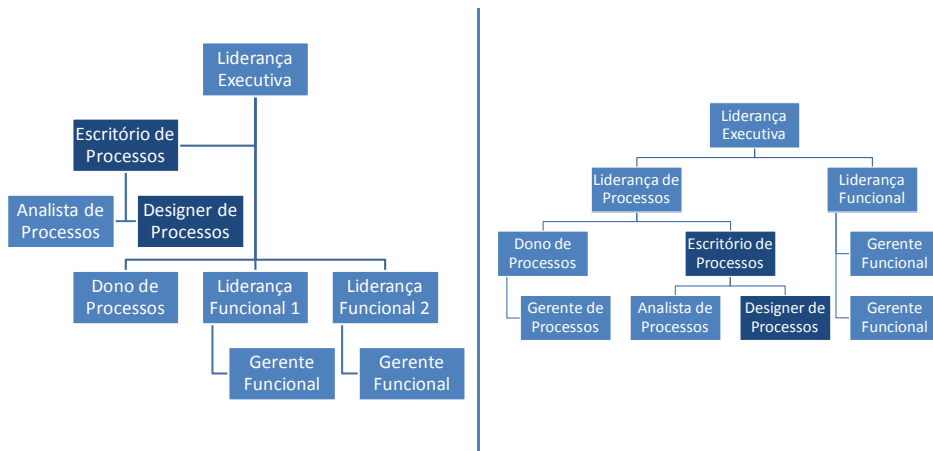 Liderança
Executiva
Escritório de
Processos
Analista de
Processos
Designer de
Processos
Dono de
Processos
Liderança
Funcional 1
Liderança
Funcional 2
Gerente
Funcional
Gerente
Funcional
Liderança
Executiva
Liderança de
Processos
Liderança
Funcional
Dono de
Processos
Escritório de
Processos
Gerente
Funcional
Gerente de
Processos
Analista de
Processos
Designer de
Processos
Gerente
Funcional